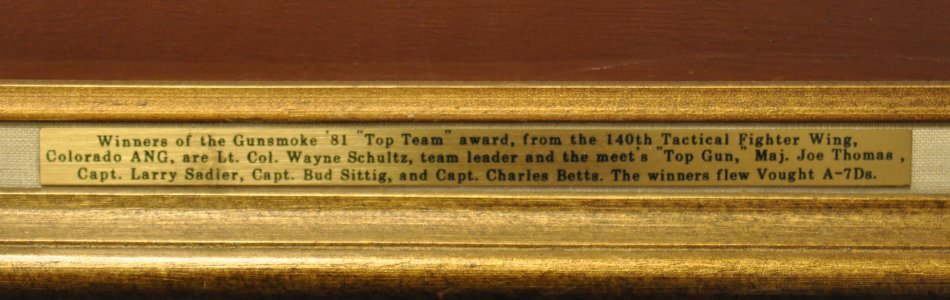 Winners of the Gunsmoke '81 "Top Team" award, from the 140th Tactical Fighter Wing,
Colorado ANG, are Lt. Col. Wayne Schultz, team leader and the meet's "Top Gun," Maj. Joe Thomas ,
Capt. Larry Sadler, Capt. Bud Sittig, and Capt. Charles Betts. The winners flew Vought A-7Ds.